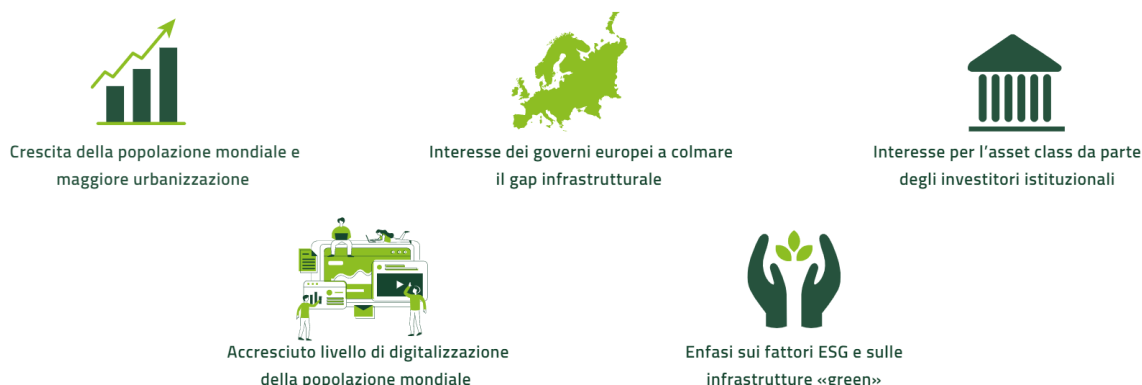 Crescita della popolazione mondiale e
maggiore urbanizzazione
Interesse dei governi europei a colmare
il gap infrastrutturale
Interesse per l'asset class da parte
degli investitori istituzionali
Accresciuto livello di digitalizzazione
della popolazione mondiale
Enfasi sui fattori ESG e sulle
infrastrutture «green»